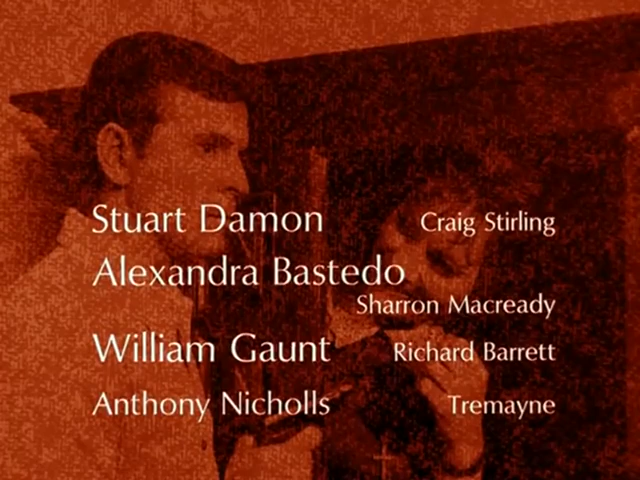 Stuart Damon Craig Stirling
Alexandra Bastedo
Sharron Macready
William Gaunt Richard Barrett
Anthony Nicholls Tremayne